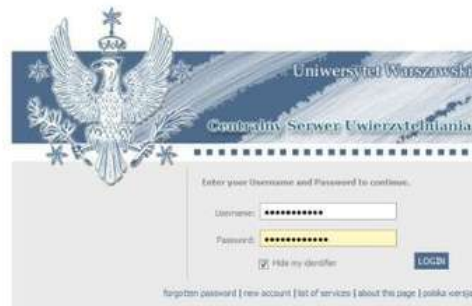 Uniwersytet Warszawski
Centralny Serwer Uwierzytelniania
Enter your Username and Password to continue.
Username: •••••••••••
Password: ••••••••••••
Hide my identifier
LOGIN
forgotten password | new account | list of services | about this page | polska wersja